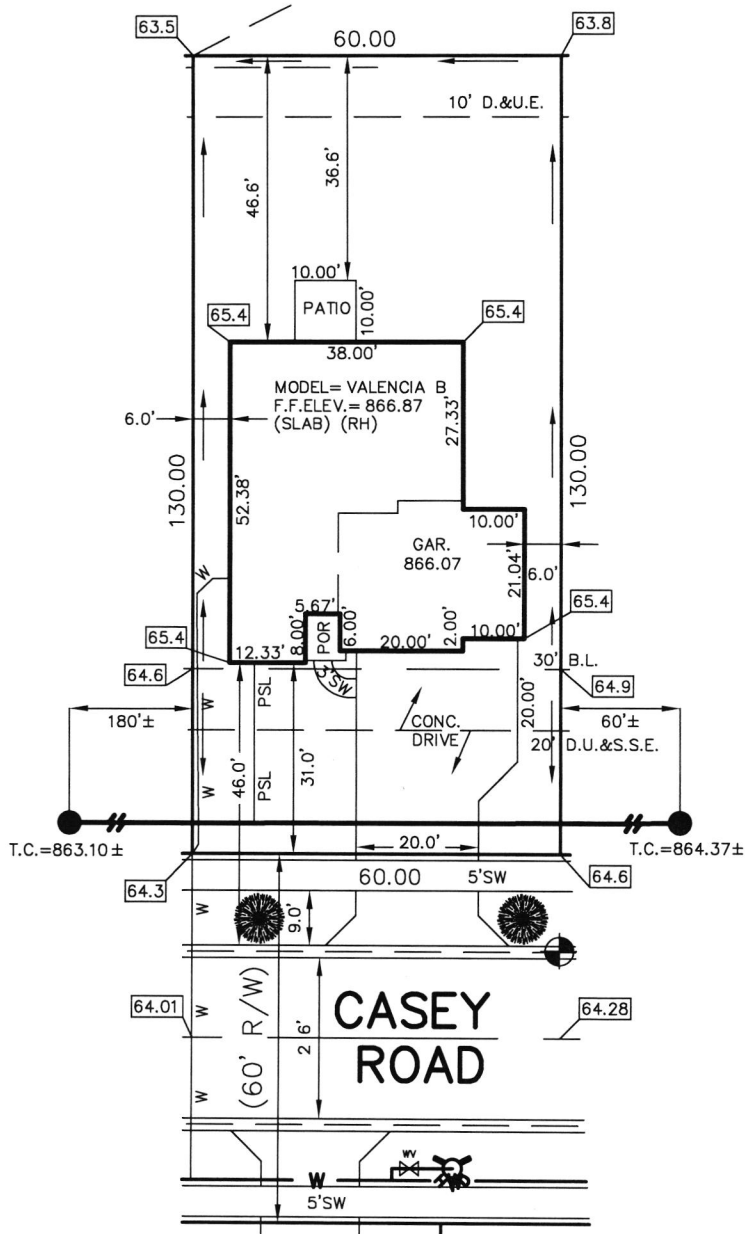 63.5
60.00
63.8
10' D.&U.E.
46.6'
36.6'
10.00'
PATIO
10.00'
65.4
65.4
38.00'
MODEL= VALENCIA B
F.F.ELEV.= 866.87
(SLAB) (RH)
6.0'
27.33'
130.00
130.00
52.38'
10.00'
GAR.
866.07
21.04'
6.0'
W
5.67'
65.4
65.4
12.33'
8.00'
POR
6.00'
20.00'
2.00'
10.00'
64.6
30' B.L.
64.9
3'SW
PSL
W
180'±
60'±
20.00'
CONC.
DRIVE
20' D.U.&S.S.E.
46.0'
31.0'
W
PSL
T.C.=863.10±
T.C.=864.37±
20.0'
64.3
60.00
5'SW
64.6
W
9.0'
64.01
W
(60' R/W)
2 6'
CASEY
ROAD
64.28
W
WV
W
5'SW